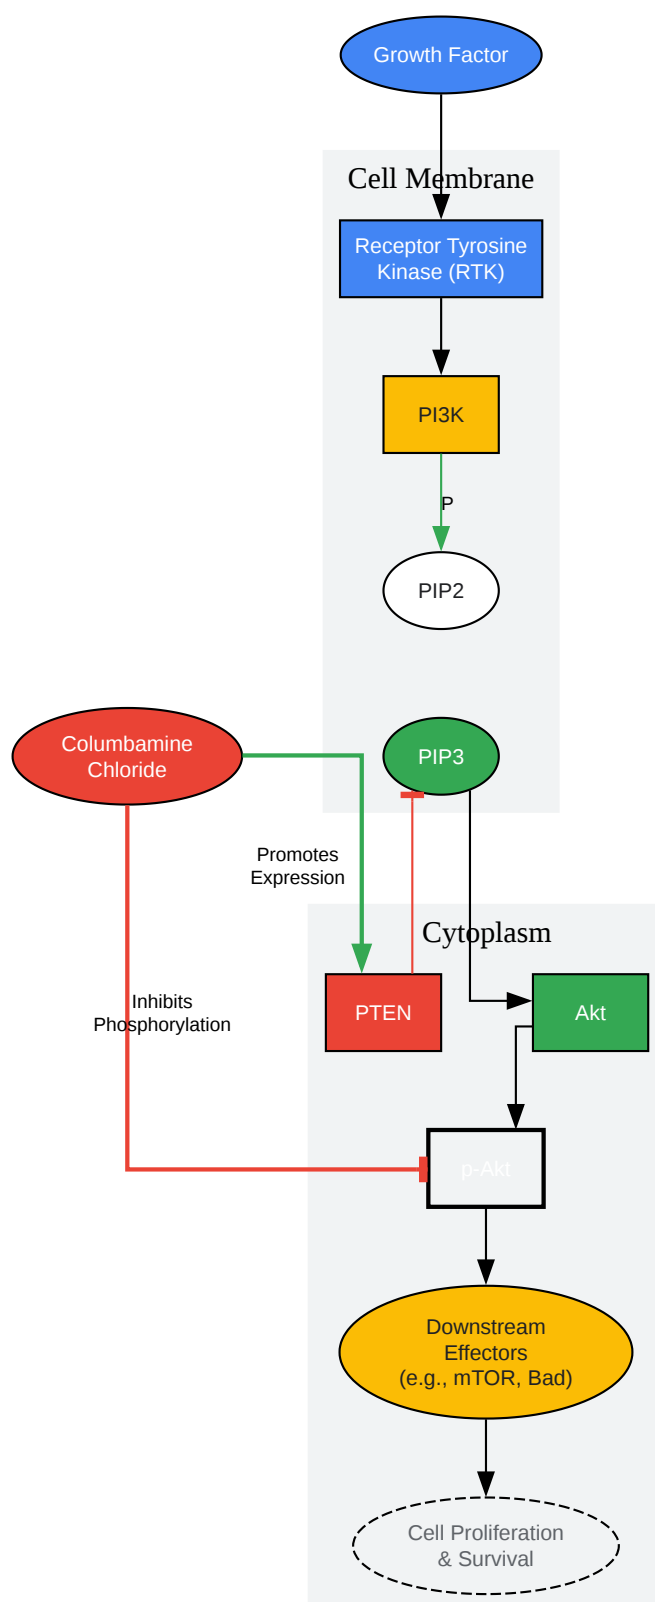 Growth Factor
Cell Membrane
Receptor Tyrosine
Kinase (RTK)
PI3K
P
PIP2
Columbamine
Chloride
PIP3
Promotes
Expression
Cytoplasm
Inhibits
Phosphorylation
PTEN
Akt
p-Akt
Downstream
Effectors
(e.g., mTOR, Bad)
Cell Proliferation
& Survival